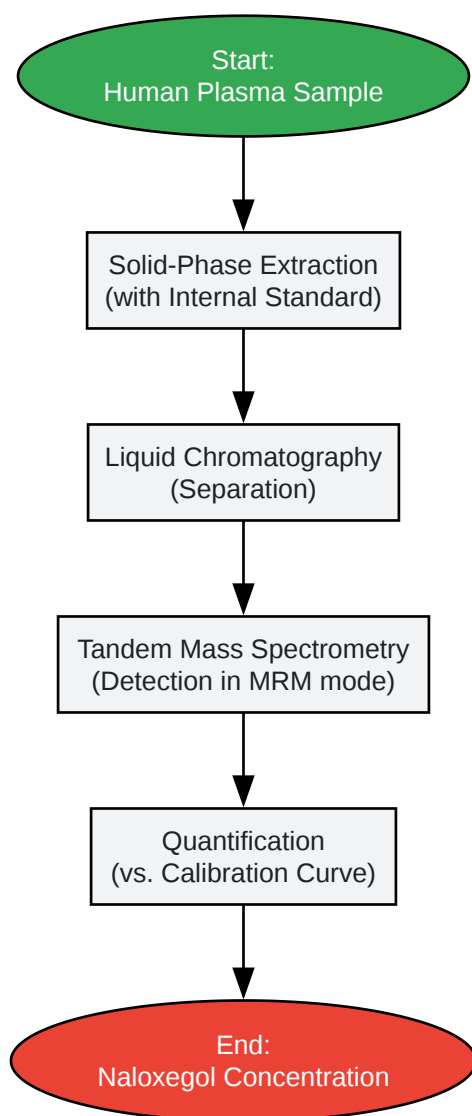 Start:
Human Plasma Sample
Solid-Phase Extraction
(with Internal Standard)
Liquid Chromatography
(Separation)
Tandem Mass Spectrometry
(Detection in MRM mode)
Quantification
(vs. Calibration Curve)
End:
Naloxegol Concentration